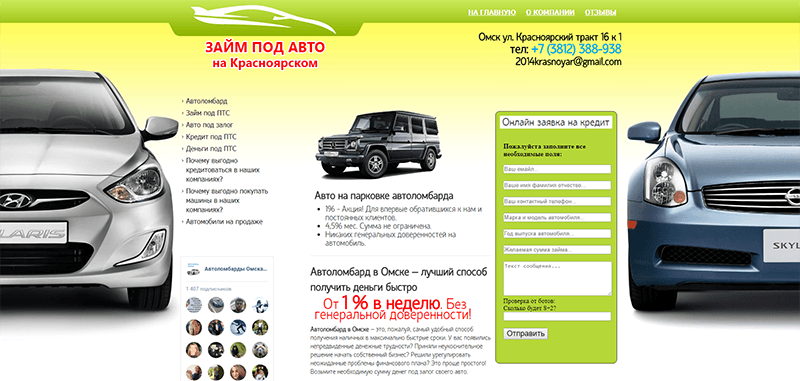 НА ГЛАВНУЮ О КОМПАНИИ ОТЗЫВЫ
ЗАЙМ ПОД АВТО
на Красноярском
Омск ул. Красноярский тракт 16 к 1
тел: +7 (3812) 388-938
2014krasnoyar@gmail.com
Автоломбард
Займ под ПТС
Авто под залог
Кредит под ПТС
Деньги под ПТС
Почему выгодно
кредитоваться в наших
компаниях?
Почему выгодно покупать
машины в наших
компаниях?
Автомобили на продаже
Автоломбарды Омска...
1 407 подписчиков
Авто на парковке автоломбарда
1% - Акция! Для впервые обратившихся к нам и
постоянных клиентов.
4,5% мес. Сумма не ограничена.
Никаких генеральных доверенностей на
автомобиль.
Автоломбард в Омске – лучший способ
получить деньги быстро
От 1% в неделю. Без
генеральной доверенности!
Автоломбард в Омске – это, пожалуй, самый удобный способ
получения наличных в максимально быстрые сроки. У вас появились
непредвиденные денежные трудности? Приняли неукоснительное
решение начать собственный бизнес? Решили урегулировать
неожиданные проблемы финансового плана? Это проще простого!
Возьмите необходимую сумму денег под залог своего авто.
Онлайн заявка на кредит
Пожалуйста заполните все
необходимые поля:
Ваш емайл...
Ваше имя фамилия отчество...
Ваш контактный телефон...
Марка и модель автомобиля...
Год выпуска автомобиля...
Желаемая сумма займа...
Текст сообщения...
Проверка от ботов:
Сколько будет 8+2?
Отправить
LARIS
SKYL